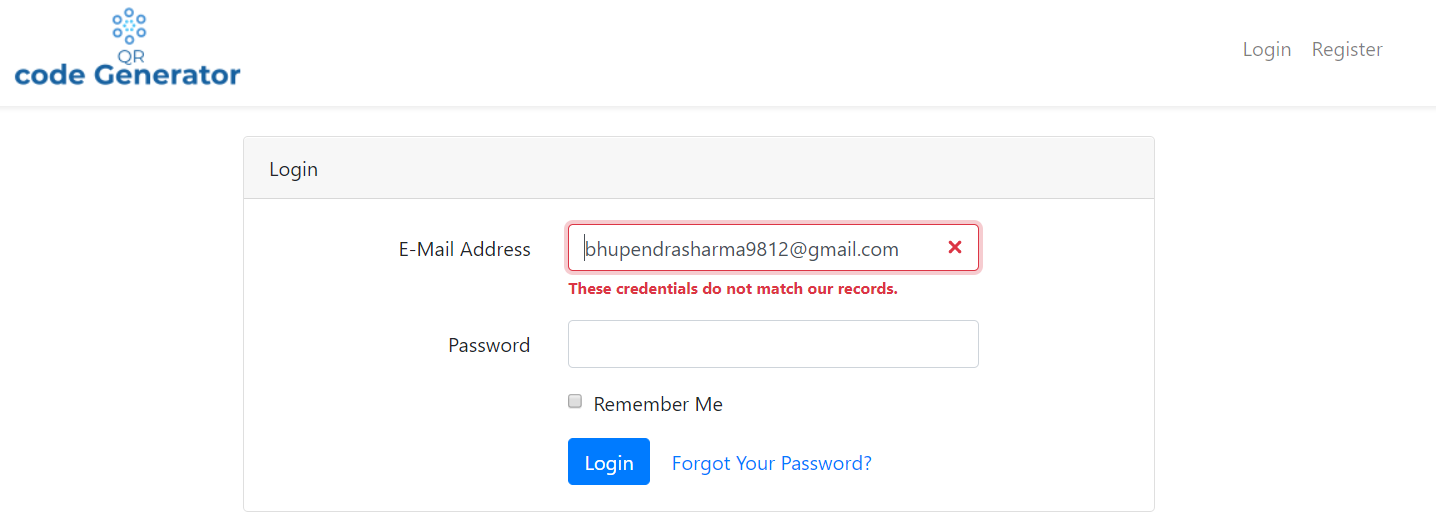 QR
code Generator
Login Register
Login
E-Mail Address bhupendrasharma9812@gmail.com
These credentials do not match our records.
Password
Remember Me
Login Forgot Your Password?